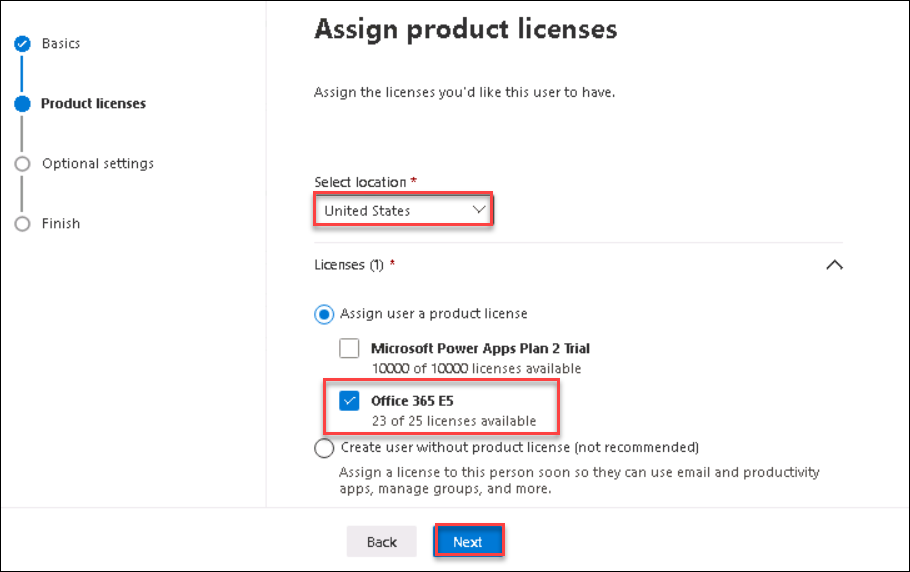 Basics
Product licenses
Optional settings
Finish
Assign product licenses
Assign the licenses you'd like this user to have.
Select location *
United States
Licenses (1) *
Assign user a product license
Microsoft Power Apps Plan 2 Trial
10000 of 10000 licenses available
Office 365 E5
23 of 25 licenses available
Create user without product license (not recommended)
Assign a license to this person soon so they can use email and productivity
apps, manage groups, and more.
Back
Next